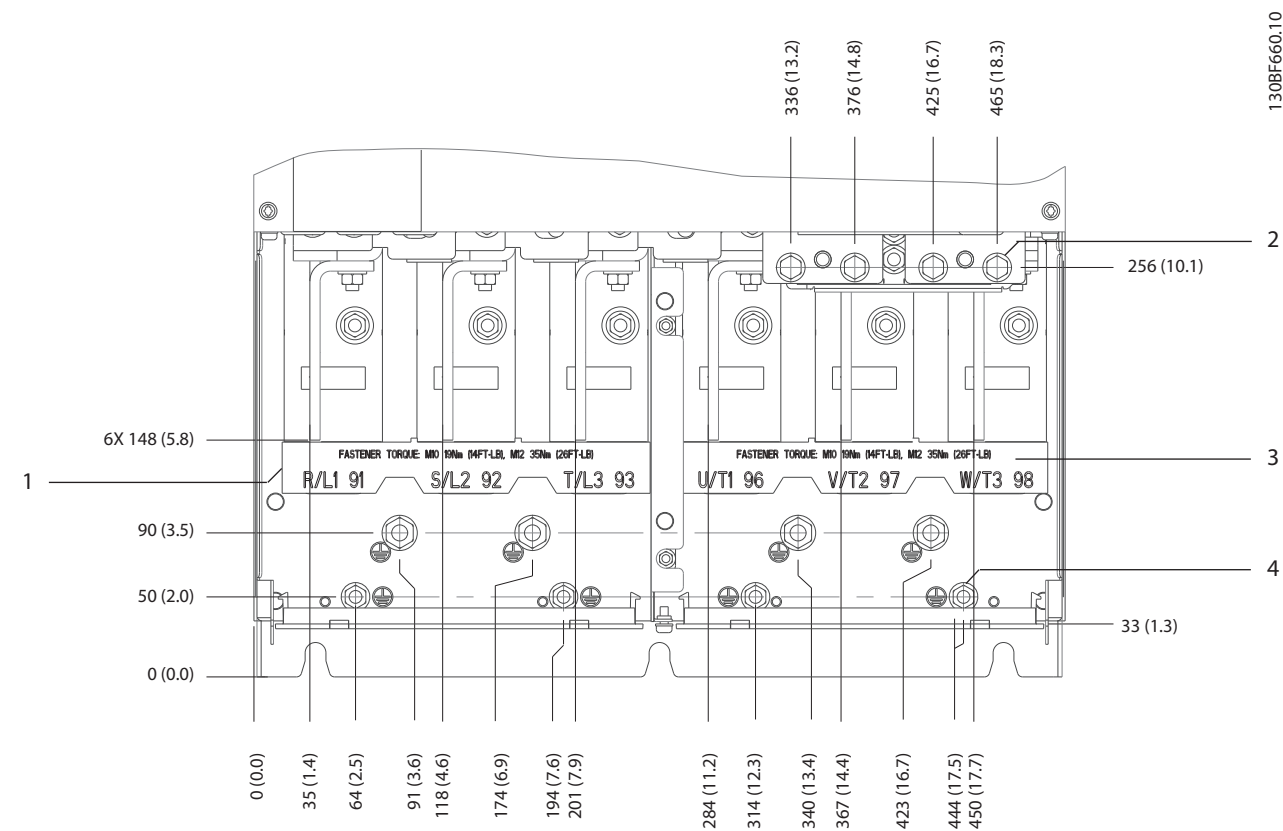 130BF660.10
336 (13.2)
376 (14.8)
425 (16.7)
465 (18.3)
2
256 (10.1)
6X 148 (5.8)
FASTENER TORQUE: M10 19Nm (14FT-LB), M12 35Nm (26FT-LB)
FASTENER TORQUE: M10 19Nm (14FT-LB), M12 35Nm (26FT-LB)
3
1
R/L1 91
S/L2 92
T/L3 93
U/T1 96
V/T2 97
W/T3 98
90 (3.5)
4
50 (2.0)
33 (1.3)
0 (0.0)
0 (0.0)
35 (1.4)
64 (2.5)
91 (3.6)
118 (4.6)
174 (6.9)
194 (7.6)
201 (7.9)
284 (11.2)
314 (12.3)
340 (13.4)
367 (14.4)
423 (16.7)
444 (17.5)
450 (17.7)